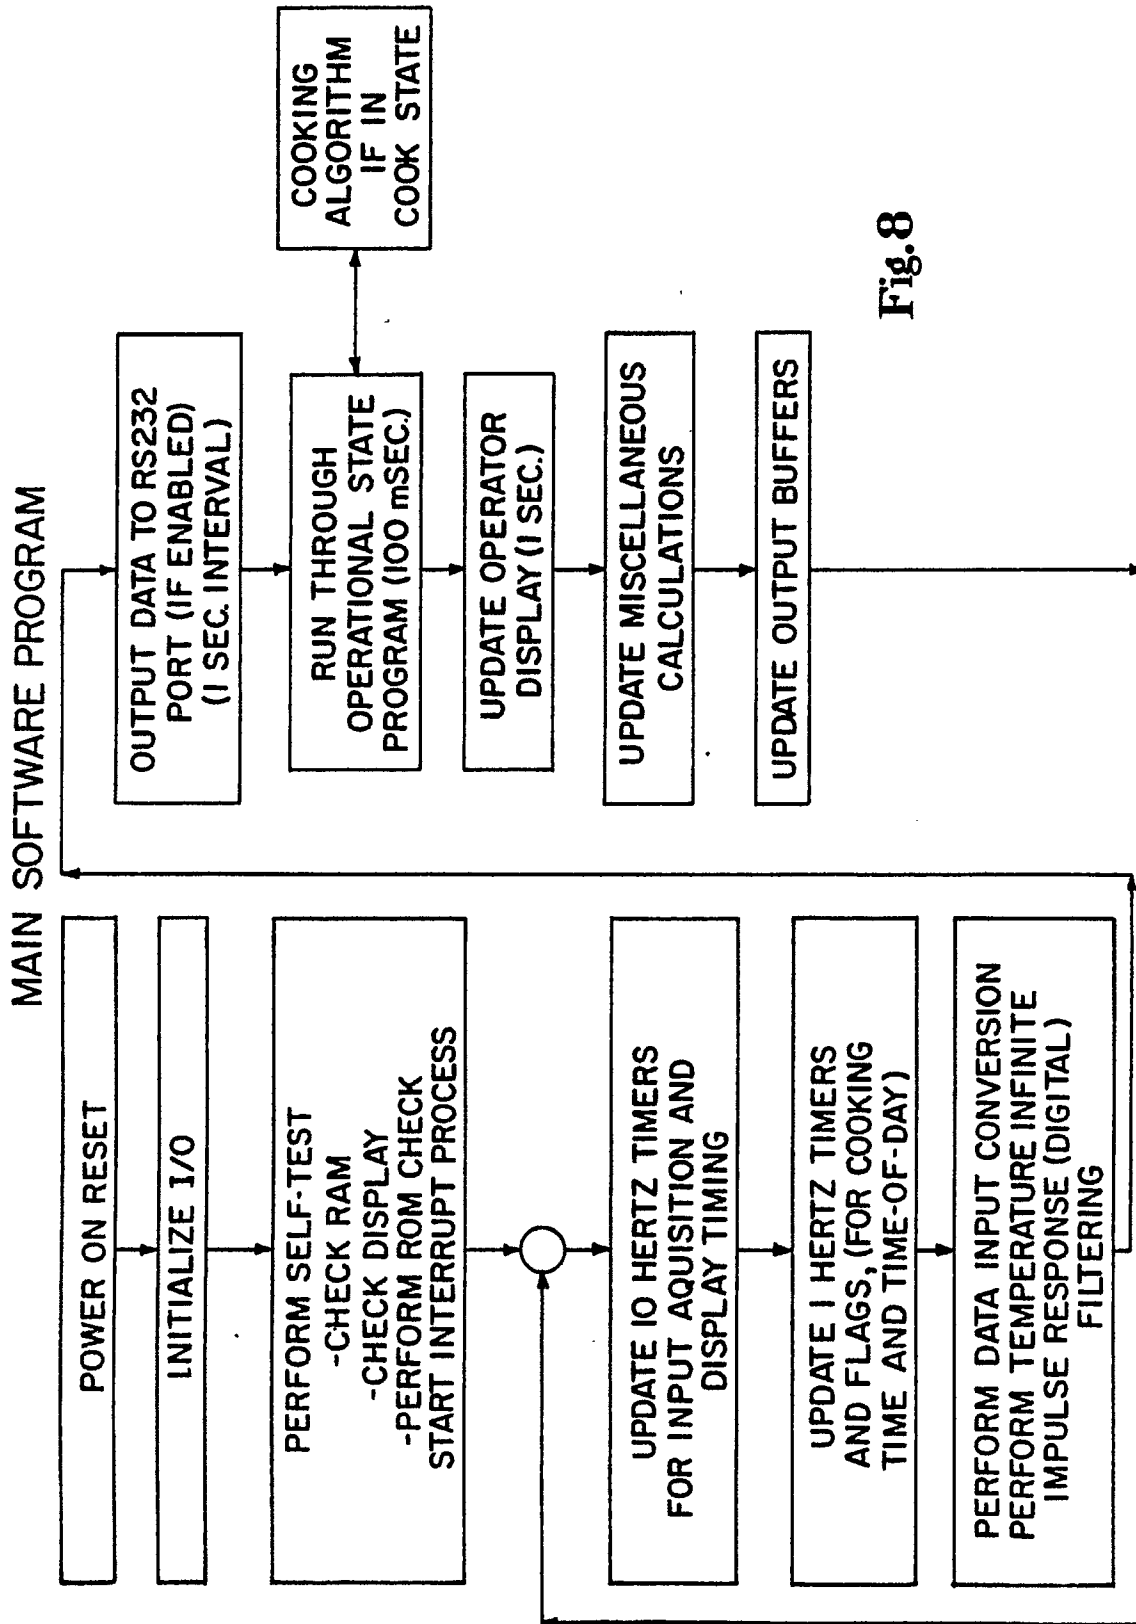 MAIN SOFTWARE PROGRAM
POWER ON RESET
INITIALIZE I/O
PERFORM SELF-TEST
-CHECK RAM
-CHECK DISPLAY
-PERFORM ROM CHECK
START INTERRUPT PROCESS
UPDATE 10 HERTZ TIMERS
FOR INPUT AQUISITION AND
DISPLAY TIMING
UPDATE 1 HERTZ TIMERS
AND FLAGS, (FOR COOKING
TIME AND TIME-OF-DAY)
PERFORM DATA INPUT CONVERSION
PERFORM TEMPERATURE INFINITE
IMPULSE RESPONSE (DIGITAL)
FILTERING
OUTPUT DATA TO RS232
PORT (IF ENABLED)
(1 SEC. INTERVAL)
RUN THROUGH
OPERATIONAL STATE
PROGRAM (100 mSEC.)
COOKING
ALGORITHM
IF IN
COOK STATE
UPDATE OPERATOR
DISPLAY (1 SEC.)
UPDATE MISCELLANEOUS
CALCULATIONS
UPDATE OUTPUT BUFFERS
Fig.8